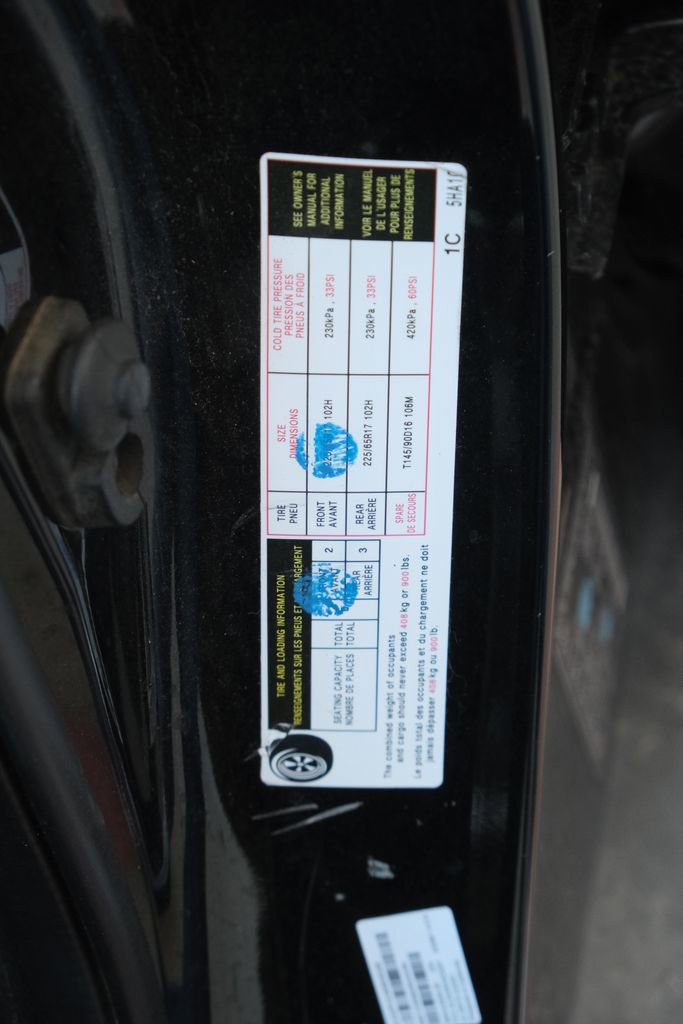 TIRE AND LOADING INFORMATION
RENSEIGNEMENTS SUR LES PNEUS ET
SEATING CAPACITY TOTAL 2
NOMBRE DE PLACES TOTAL ARRIÈRE 3
The combined weight of occupants
and cargo should never exceed 408 kg or 900 lbs.
Le poids total des occupants et du chargement ne doit
jamais dépasser 408 kg ou 900 lb.
TIRE
PNEU
SIZE
DIMENSIONS
COLD TIRE PRESSURE
PRESSION DES
PNEUS À FROID
FRONT
AVANT
102H
230kPa, 33PSI
REAR
ARRIÈRE
225/65R17 102H
230kPa, 33PSI
SPARE
DE SECOURS
T145/90D16 106M
420kPa, 60PSI
SEE OWNER'S
MANUAL FOR
ADDITIONAL
INFORMATION
VOIR LE MANUEL
DE L'USAGER
POUR PLUS DE
RENSEIGNEMENTS
1C